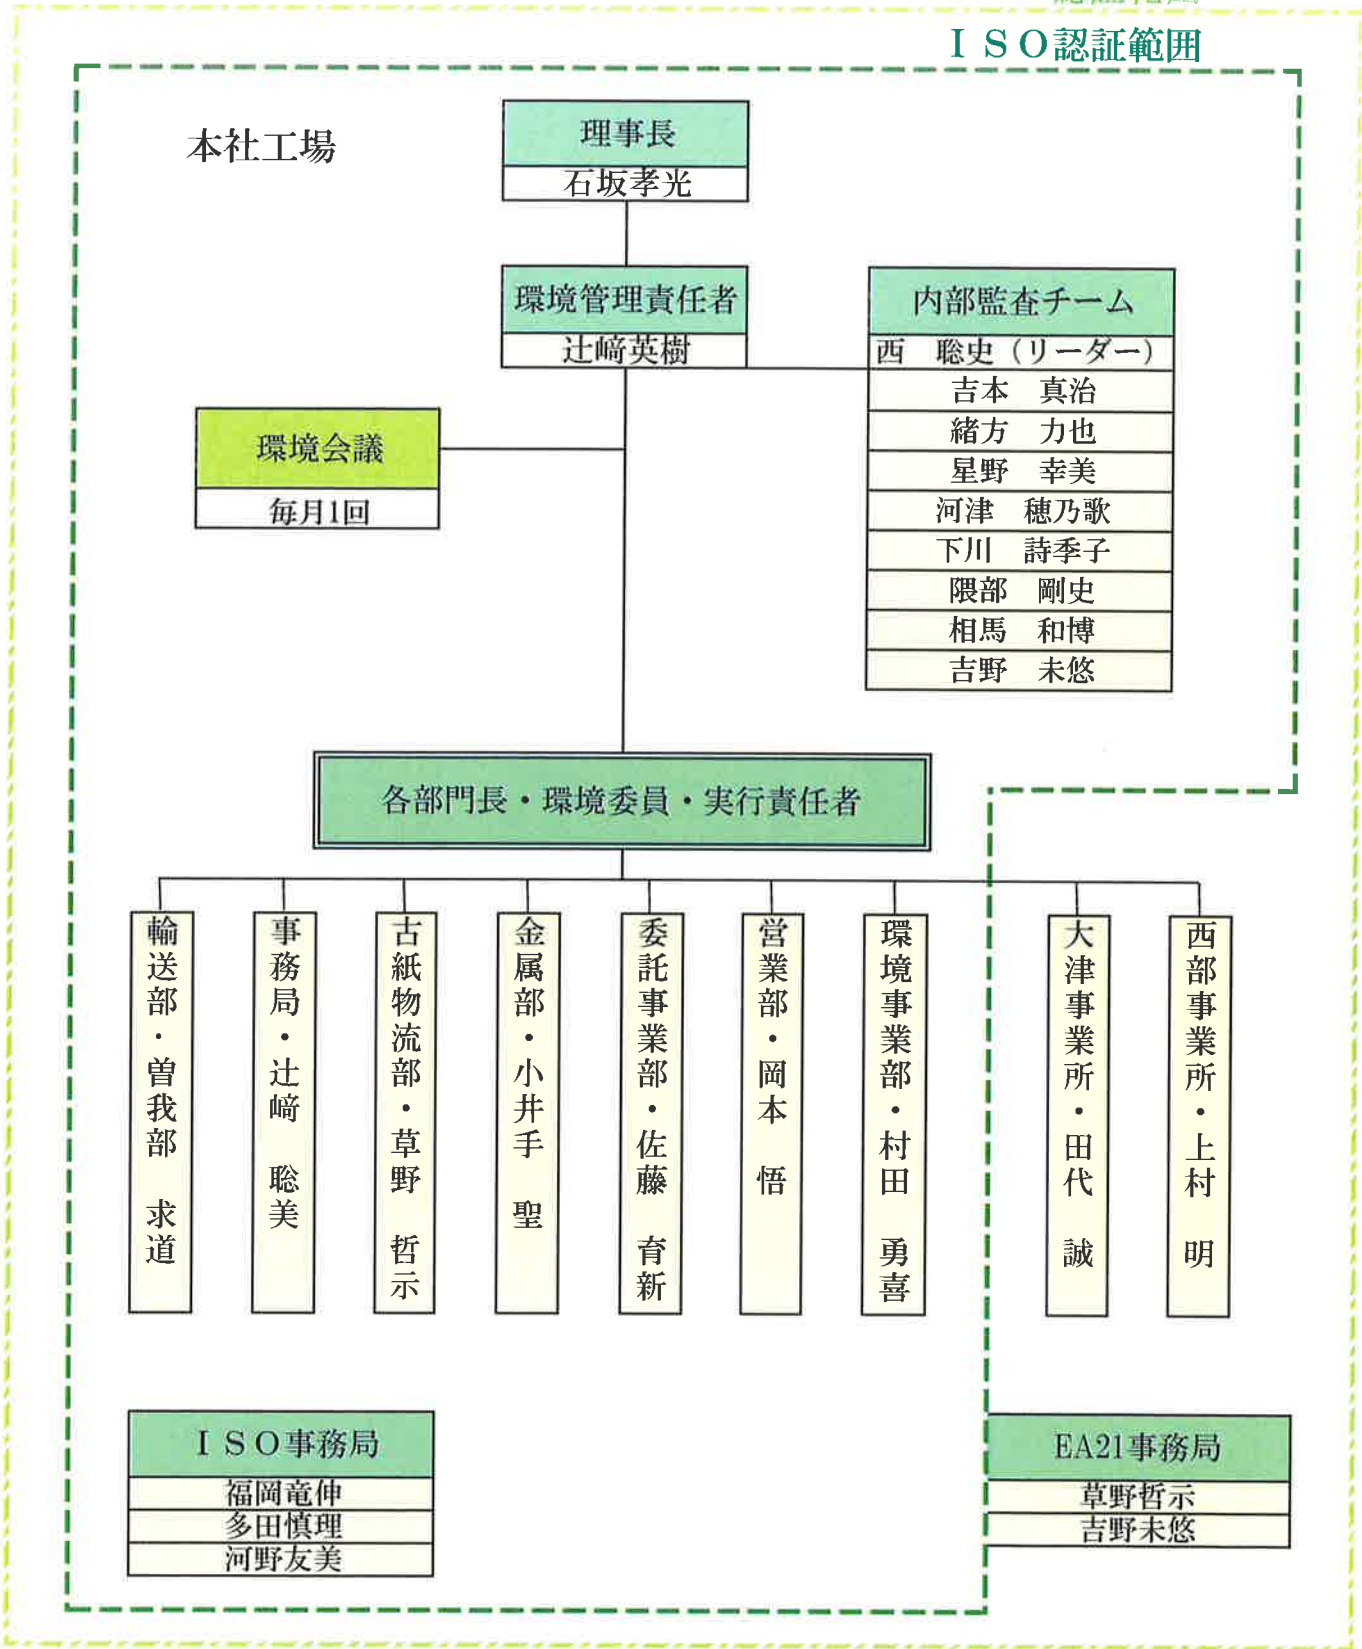 ＩＳＯ認証範囲
本社工場
理事長
石坂孝光
環境管理責任者
辻﨑英樹
内部監査チーム
西　聡史（リーダー）
吉本　真治
緒方　力也
星野　幸美
河津　穂乃歌
下川　詩季子
隈部　剛史
相馬　和博
吉野　未悠
環境会議
毎月1回
各部門長・環境委員・実行責任者
輸送部・曽我部　求道
事務局・辻﨑　聡美
古紙物流部・草野　哲示
金属部・小井手　聖
委託事業部・佐藤　育新
営業部・岡本　悟
環境事業部・村田　勇喜
大津事業所・田代　誠
西部事業所・上村　明
ＩＳＯ事務局
福岡竜伸
多田慎理
河野友美
EA21事務局
草野哲示
吉野未悠